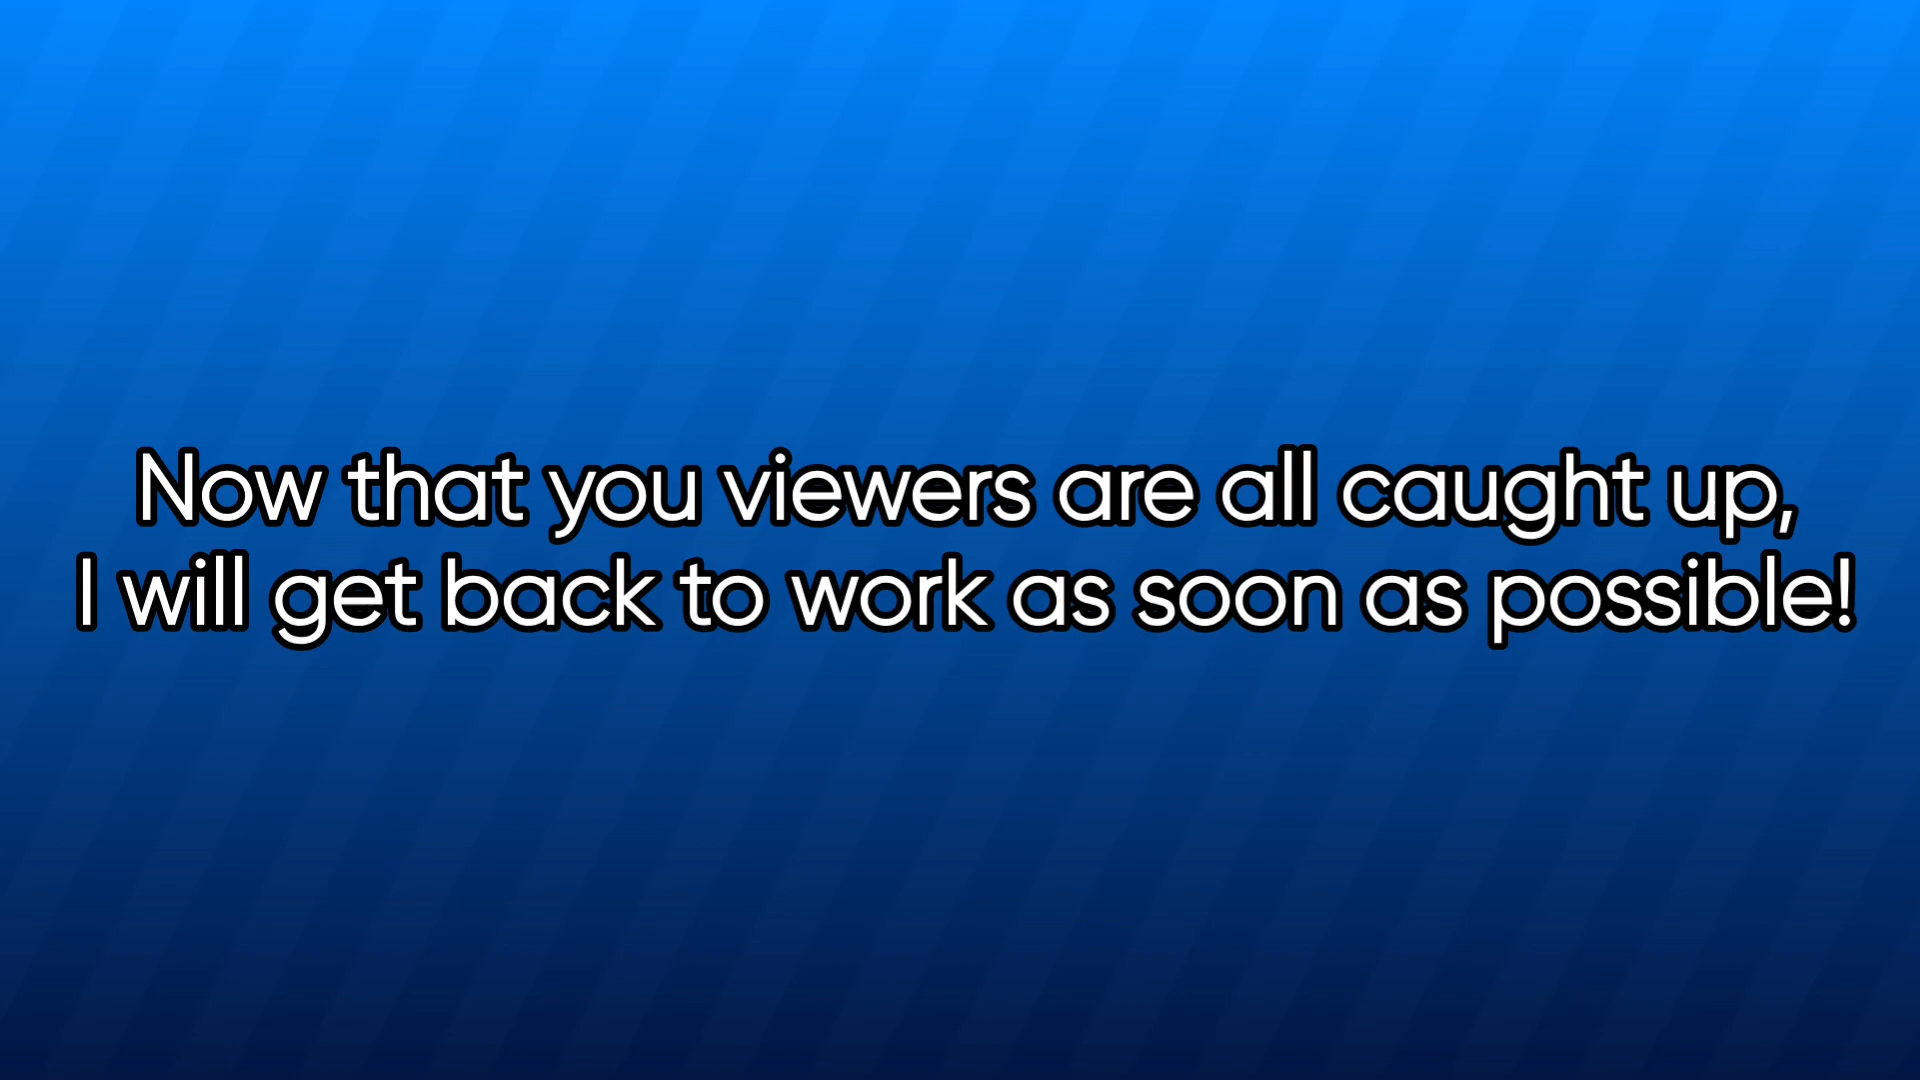 Now that you viewers are all caught up,
I will get back to work as soon as possible!